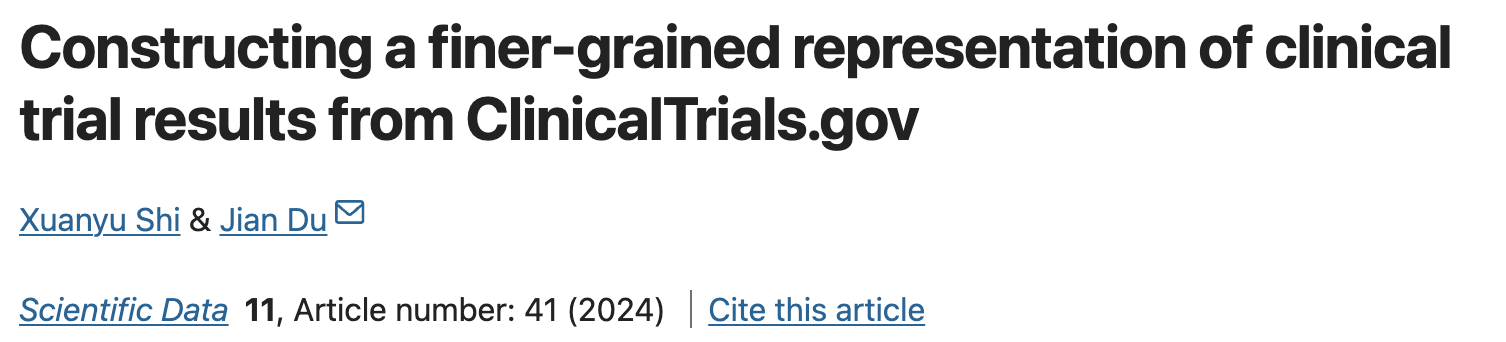 Constructing a finer-grained representation of clinical
trial results from ClinicalTrials.gov
Xuanyu Shi & Jian Du
Scientific Data 11, Article number: 41 (2024) | Cite this article